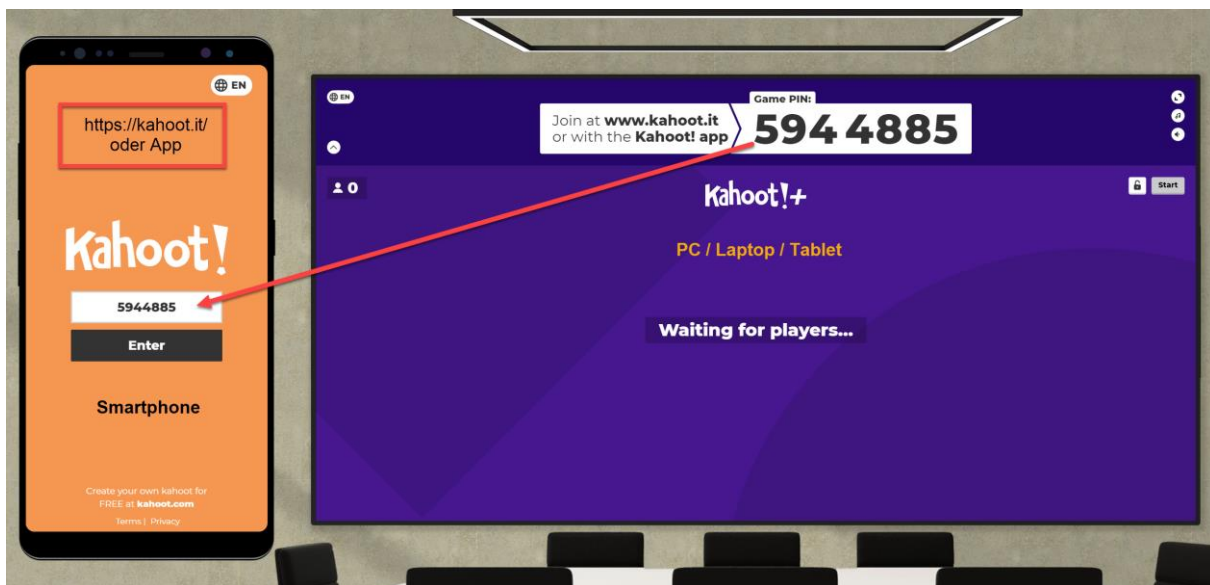 EN
https://kahoot.it/
oder App
Kahoot!
5944885
Enter
Smartphone
Create your own kahoot for
FREE at kahoot.com
Terms | Privacy
EN
Join at www.kahoot.it
or with the Kahoot! app
Game PIN:
594 4885
0
Kahoot!+
Start
PC / Laptop / Tablet
Waiting for players...